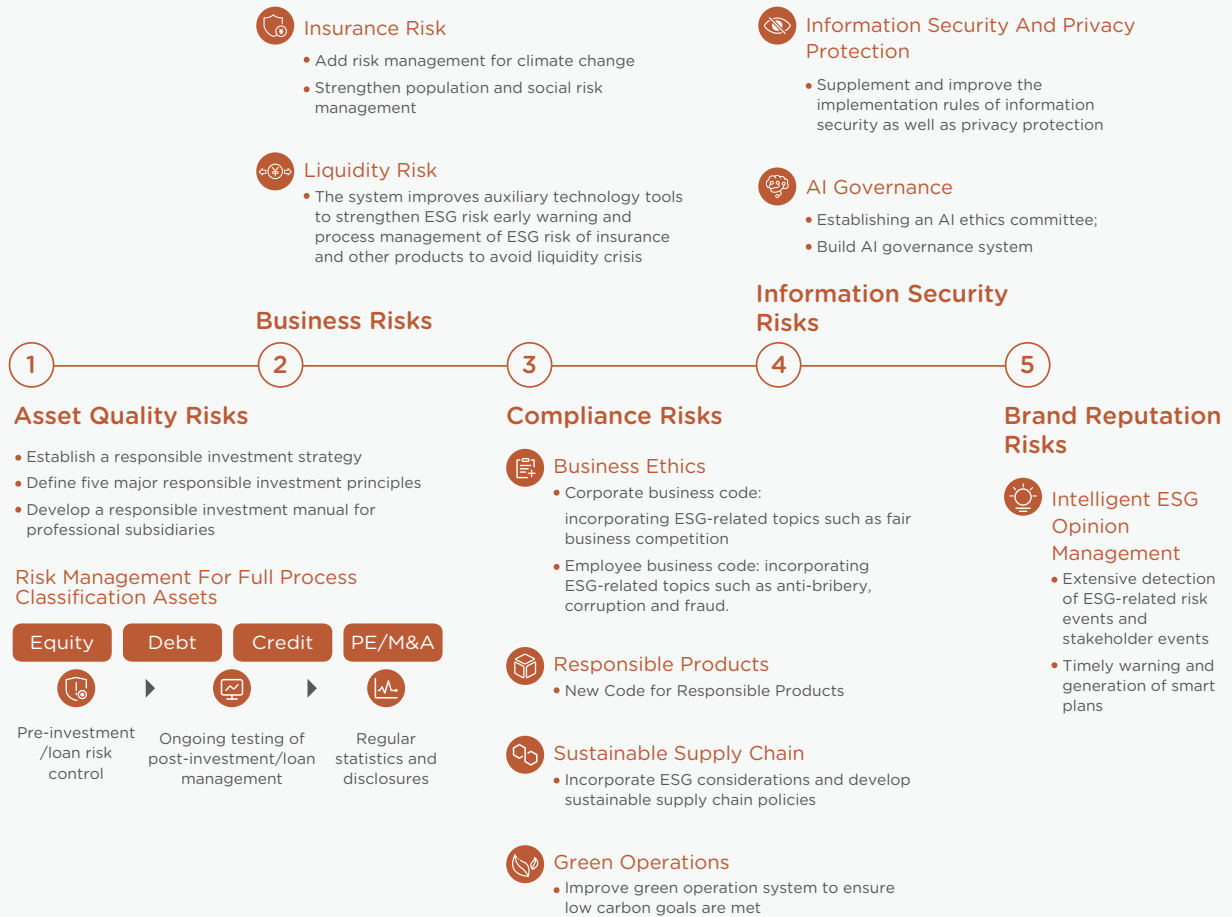 Insurance Risk
• Add risk management for climate change
• Strengthen population and social risk
management
Liquidity Risk
• The system improves auxiliary technology tools
to strengthen ESG risk early warning and
process management of ESG risk of insurance
and other products to avoid liquidity crisis
Business Risks
Information Security And Privacy
Protection
• Supplement and improve the
implementation rules of information
security as well as privacy protection
AI Governance
• Establishing an AI ethics committee;
• Build AI governance system
Information Security
Risks
1
2
3
4
5
Asset Quality Risks
• Establish a responsible investment strategy
• Define five major responsible investment principles
• Develop a responsible investment manual for
professional subsidiaries
Risk Management For Full Process
Classification Assets
Equity
Debt
Credit
PE/M&A
Pre-investment
/loan risk
control
Ongoing testing of
post-investment/loan
management
Regular
statistics and
disclosures
Compliance Risks
Business Ethics
• Corporate business code:
incorporating ESG-related topics such as fair
business competition
• Employee business code: incorporating
ESG-related topics such as anti-bribery,
corruption and fraud.
Responsible Products
• New Code for Responsible Products
Sustainable Supply Chain
• Incorporate ESG considerations and develop
sustainable supply chain policies
Green Operations
• Improve green operation system to ensure
low carbon goals are met
Brand Reputation
Risks
Intelligent ESG
Opinion
Management
• Extensive detection
of ESG-related risk
events and
stakeholder events
• Timely warning and
generation of smart
plans